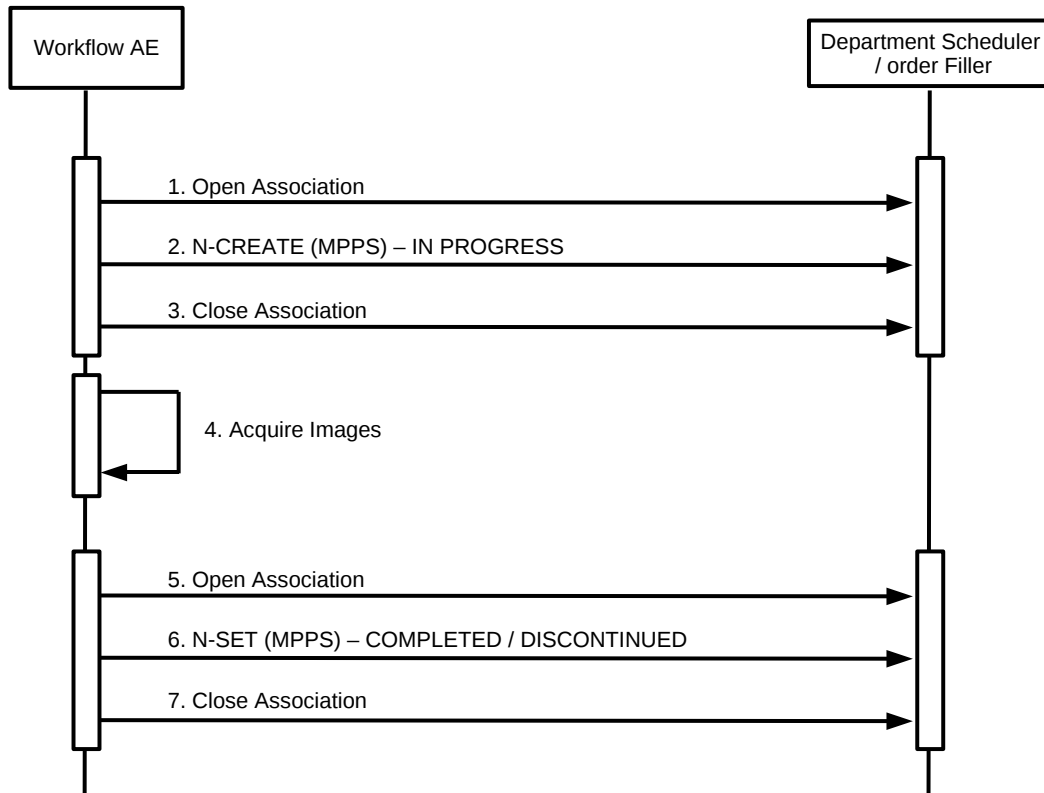 Workflow AE
Department Scheduler
/ order Filler
1. Open Association
2. N-CREATE (MPPS) – IN PROGRESS
3. Close Association
4. Acquire Images
5. Open Association
6. N-SET (MPPS) – COMPLETED / DISCONTINUED
7. Close Association